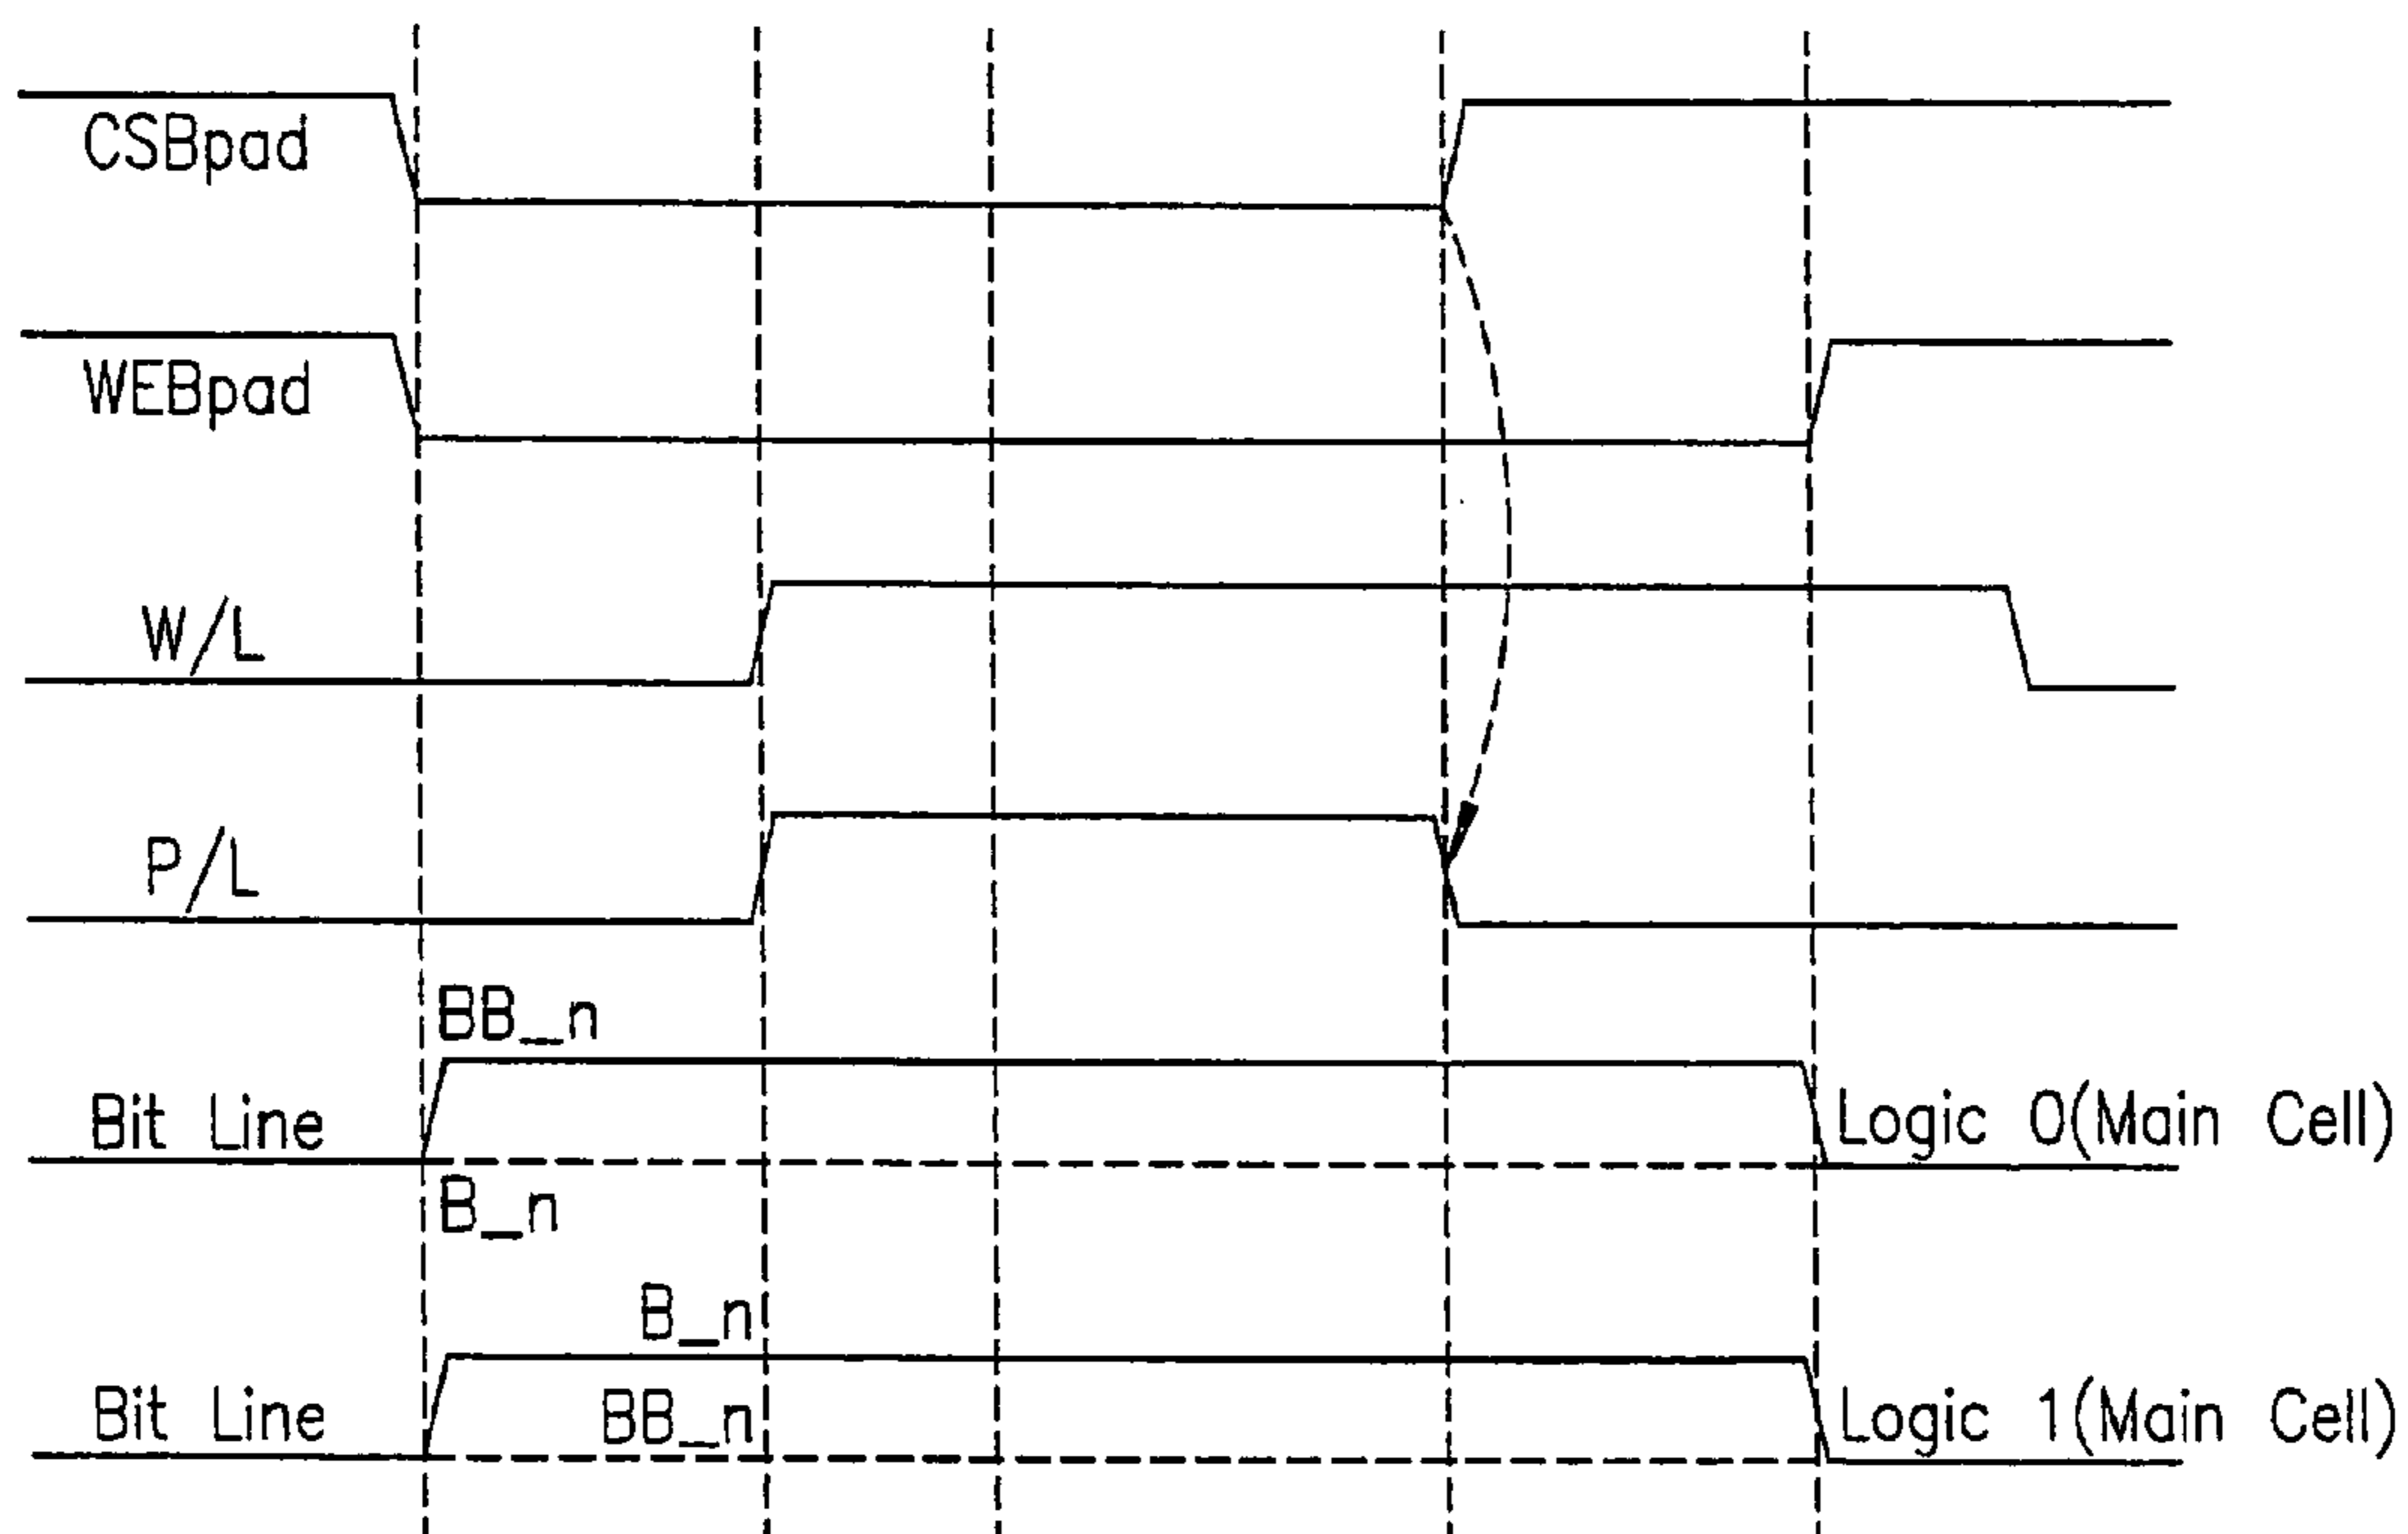 CSBpad
WEBpad
W/L
P/L
BB_n
Bit Line
Logic 0(Main Cell)
B_n
B_n
Bit Line
BB_n
Logic 1(Main Cell)